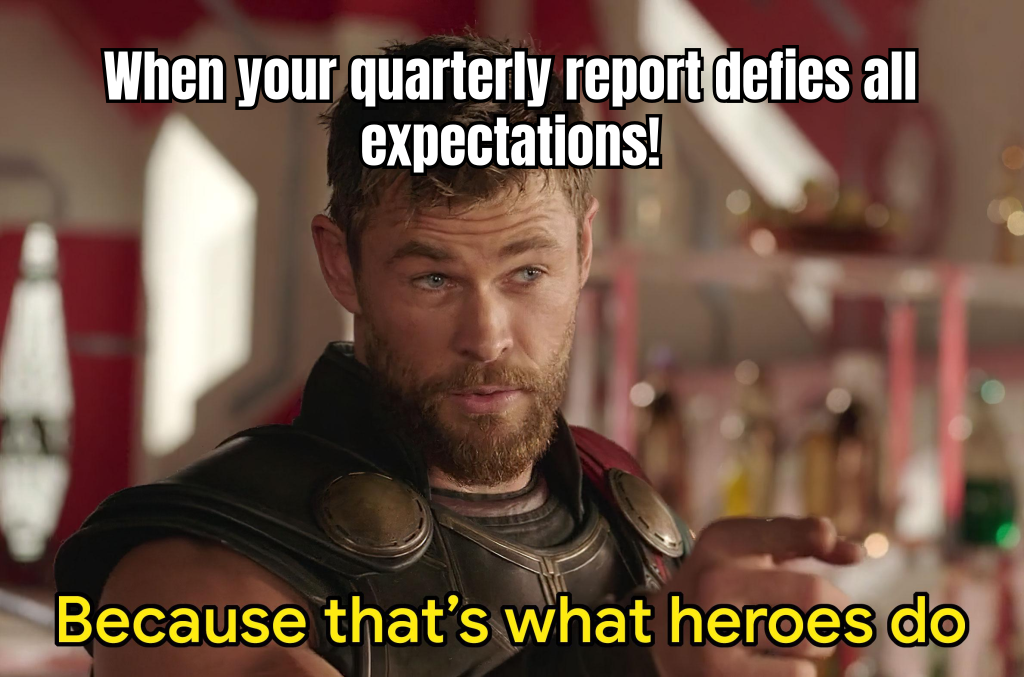 When your quarterly report defies all
expectations!
Because that’s what heroes do